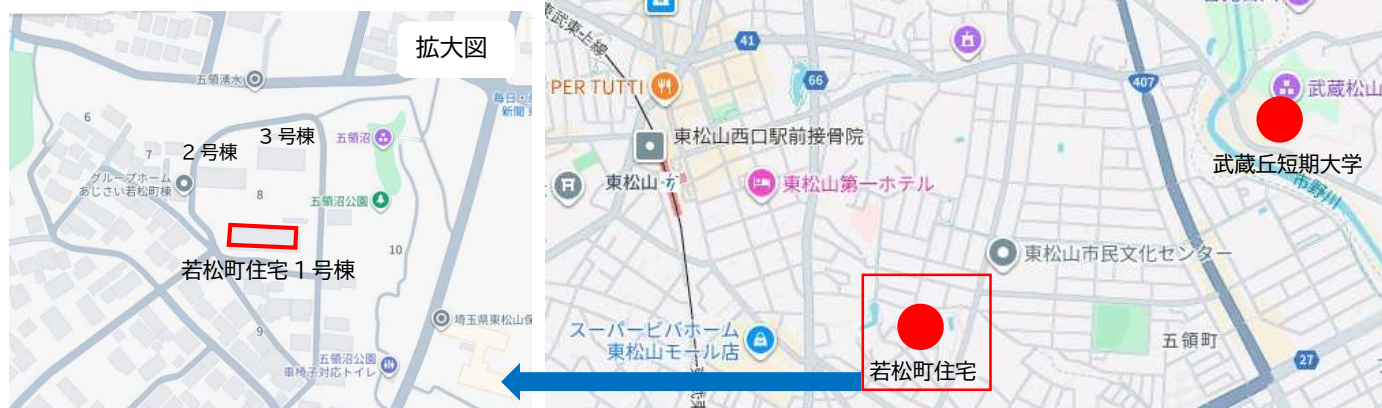 拡大図
五領湧水
毎日・
新聞
6
3号棟
五領沼
2号棟
7
グループホーム
あじさい若松町棟
8
五領沼公園
若松町住宅1号棟
10
埼玉県東松山保
9
五領沼公園
車椅子対応トイレ
東武東上線
41
PER TUTTI
66
407
武蔵松山
東松山西口駅前接骨院
武蔵丘短期大学
東松山
東松山第一ホテル
市野川
東松山市民文化センター
スーパービバホーム
東松山モール店
五領町
若松町住宅
27